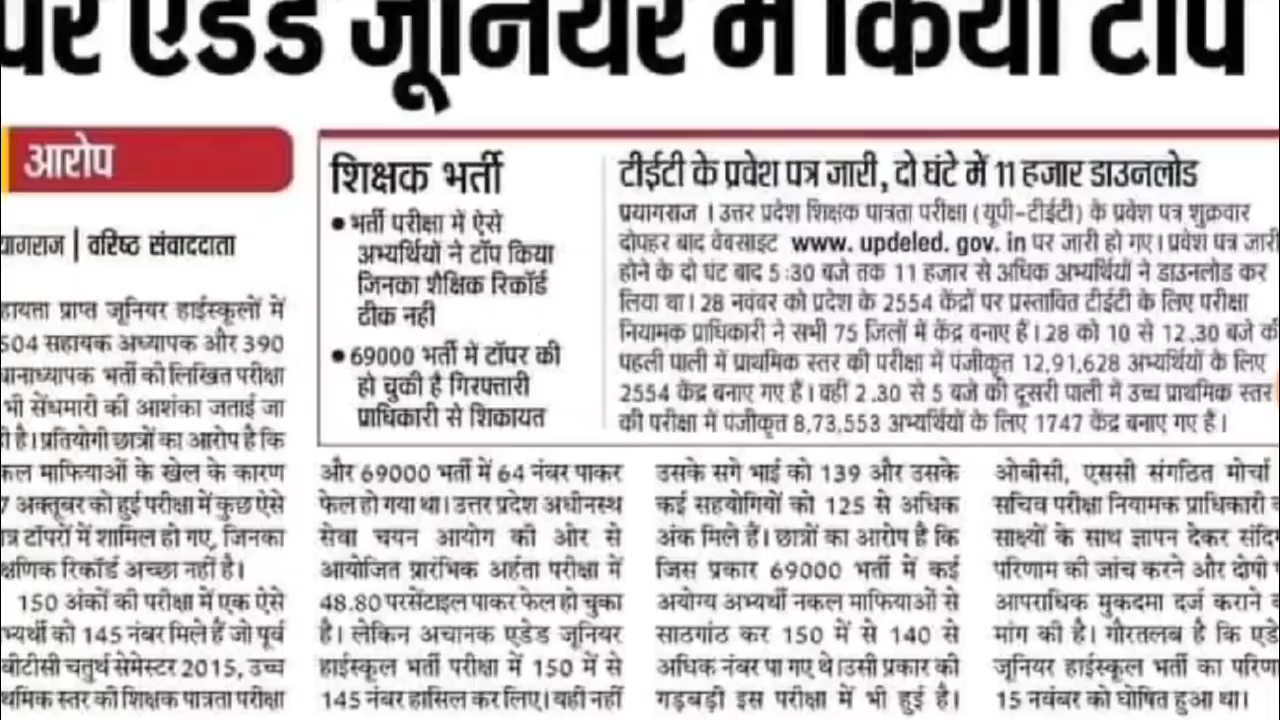 पर एडेड जूनियर में किया टॉप
आरोप
यागराज | वरिष्ठ संवाददाता
हायता प्राप्त जूनियर हाईस्कूलों में
504 सहायक अध्यापक और 390
धानाध्यापक भर्ती की लिखित परीक्षा
भी सेंधमारी की आशंका जताई जा
ही है। प्रतियोगी छात्रों का आरोप है कि
कल माफियाओं के खेल के कारण
7 अक्तूबर को हुई परीक्षा में कुछ ऐसे
त्र टॉपरों में शामिल हो गए, जिनका
क्षणिक रिकॉर्ड अच्छा नहीं है।
150 अंकों की परीक्षा में एक ऐसे
भ्यर्थी को 145 नंबर मिले हैं जो पूर्व
बीटीसी चतुर्थ सेमेस्टर 2015, उच्च
थमिक स्तर की शिक्षक पात्रता परीक्षा
शिक्षक भर्ती
● भर्ती परीक्षा में ऐसे
अभ्यर्थियों ने टॉप किया
जिनका शैक्षिक रिकॉर्ड
ठीक नही
● 69000 भर्ती में टॉपर की
हो चुकी है गिरफ्तारी
प्राधिकारी से शिकायत
टीईटी के प्रवेश पत्र जारी, दो घंटे में 11 हजार डाउनलोड
प्रयागराज । उत्तर प्रदेश शिक्षक पात्रता परीक्षा (यूपी-टीईटी) के प्रवेश पत्र शुक्रवार
दोपहर बाद वेबसाइट www. updeled. gov. in पर जारी हो गए। प्रवेश पत्र जारी
होने के दो घंट बाद 5:30 बजे तक 11 हजार से अधिक अभ्यर्थियों ने डाउनलोड कर
लिया था। 28 नवंबर को प्रदेश के 2554 केंद्रों पर प्रस्तावित टीईटी के लिए परीक्षा
नियामक प्राधिकारी ने सभी 75 जिलों में केंद्र बनाए हैं। 28 को 10 से 12.30 बजे की
पहली पाली में प्राथमिक स्तर की परीक्षा में पंजीकृत 12,91,628 अभ्यर्थियों के लिए
2554 केंद्र बनाए गए हैं। वहीं 2.30 से 5 बजे की दूसरी पाली में उच्च प्राथमिक स्तर
की परीक्षा में पंजीकृत 8,73,553 अभ्यर्थियों के लिए 1747 केंद्र बनाए गए हैं।
और 69000 भर्ती में 64 नंबर पाकर
फेल हो गया था। उत्तर प्रदेश अधीनस्थ
सेवा चयन आयोग की ओर से
आयोजित प्रारंभिक अर्हता परीक्षा में
48.80 परसेंटाइल पाकर फेल हो चुका
है। लेकिन अचानक एडेड जूनियर
हाईस्कूल भर्ती परीक्षा में 150 में से
145 नंबर हासिल कर लिए। यही नहीं
उसके सगे भाई को 139 और उसके
कई सहयोगियों को 125 से अधिक
अंक मिले हैं। छात्रों का आरोप है कि
जिस प्रकार 69000 भर्ती में कई
अयोग्य अभ्यर्थी नकल माफियाओं से
साठगांठ कर 150 में से 140 से
अधिक नंबर पा गए थे। उसी प्रकार की
गड़बड़ी इस परीक्षा में भी हुई है।
ओबीसी, एससी संगठित मोर्चा
सचिव परीक्षा नियामक प्राधिकारी
साक्ष्यों के साथ ज्ञापन देकर संदि
परिणाम की जांच करने और दोषी प
आपराधिक मुकदमा दर्ज कराने
मांग की है। गौरतलब है कि एडे
जूनियर हाईस्कूल भर्ती का परिणा
15 नवंबर को घोषित हुआ था।